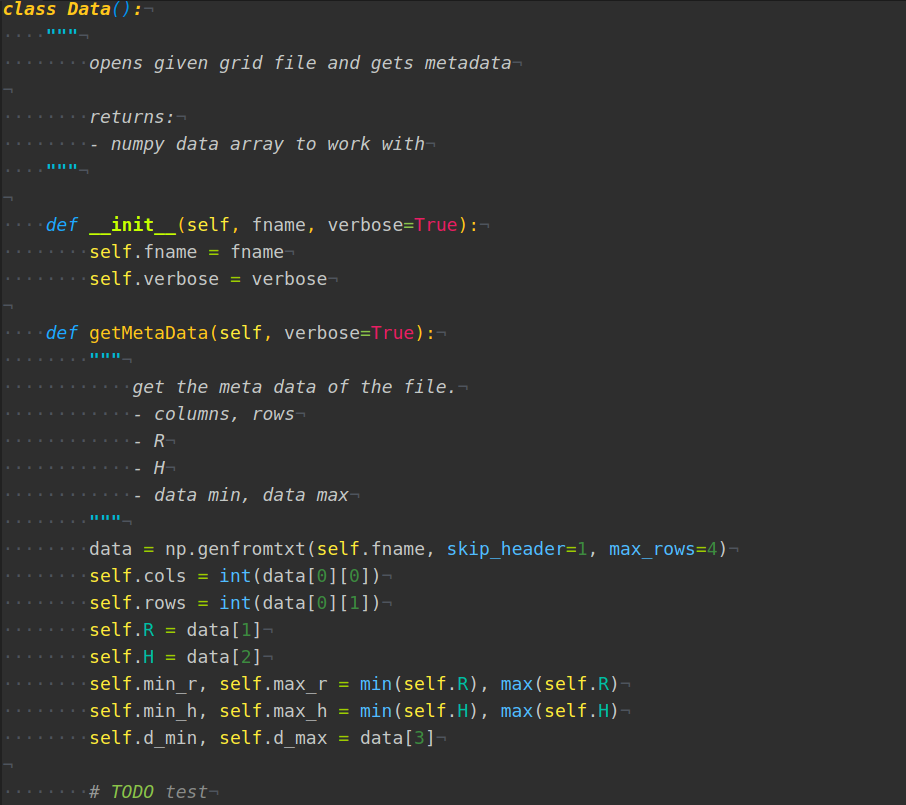 class Data():
    """
        opens given grid file and gets metadata

        returns:
        - numpy data array to work with
    """

    def __init__(self, fname, verbose=True):
        self.fname = fname
        self.verbose = verbose

    def getMetaData(self, verbose=True):
        """
            get the meta data of the file.
            - columns, rows
            - R
            - H
            - data min, data max
        """
        data = np.genfromtxt(self.fname, skip_header=1, max_rows=4)
        self.cols = int(data[0][0])
        self.rows = int(data[0][1])
        self.R = data[1]
        self.H = data[2]
        self.min_r, self.max_r = min(self.R), max(self.R)
        self.min_h, self.max_h = min(self.H), max(self.H)
        self.d_min, self.d_max = data[3]

        # TODO test